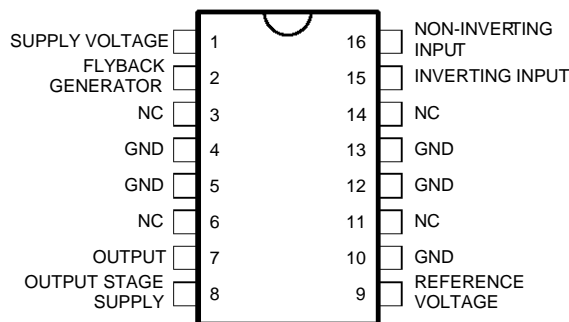 SUPPLY VOLTAGE 1 16 NON-INVERTING
INPUT
FLYBACK
GENERATOR 2 15 INVERTING INPUT
NC 3 14 NC
GND 4 13 GND
GND 5 12 GND
NC 6 11 NC
OUTPUT 7 10 GND
OUTPUT STAGE
SUPPLY 8 9 REFERENCE
VOLTAGE